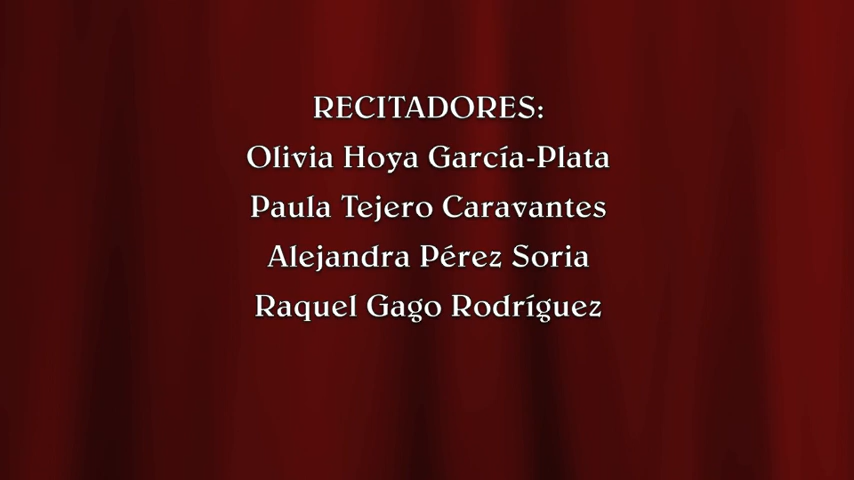 RECITADORES:
Olivia Hoya García-Plata
Paula Tejero Caravantes
Alejandra Pérez Soria
Raquel Gago Rodríguez